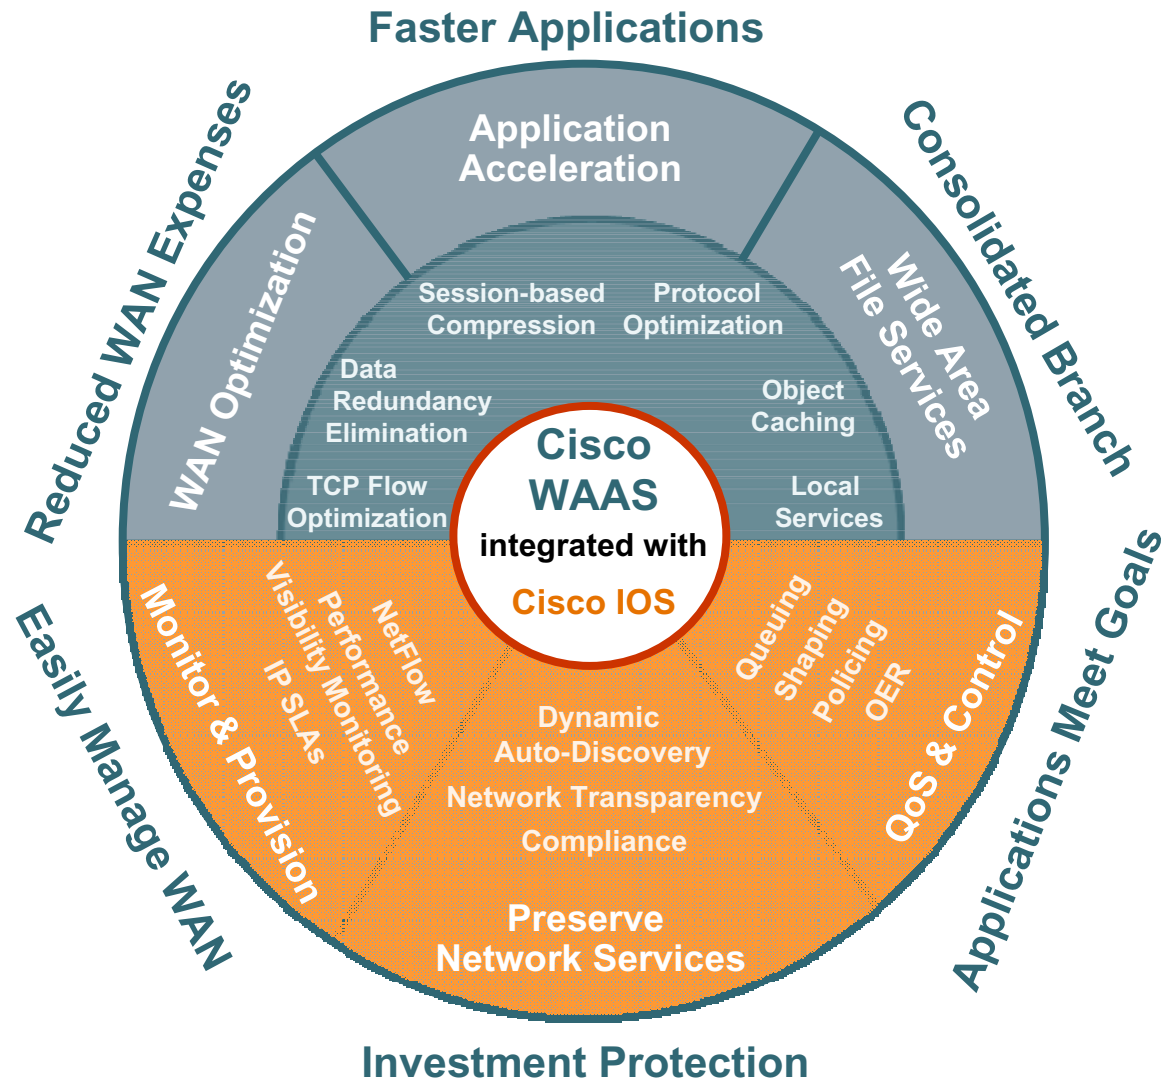 Faster Applications
Reduced WAN Expenses
Consolidated Branch
Application
Acceleration
WAN Optimization
Wide Area
File Services
Session-based
Compression
Protocol
Optimization
Data
Redundancy
Elimination
Object
Caching
TCP Flow
Optimization
Local
Services
Cisco
WAAS
integrated with
Cisco IOS
Easily Manage WAN
Monitor & Provision
NetFlow
Performance
Visibility Monitoring
IP SLAs
Queuing
Shaping
Policing
OER
QoS & Control
Applications Meet Goals
Dynamic
Auto-Discovery
Network Transparency
Compliance
Preserve
Network Services
Investment Protection